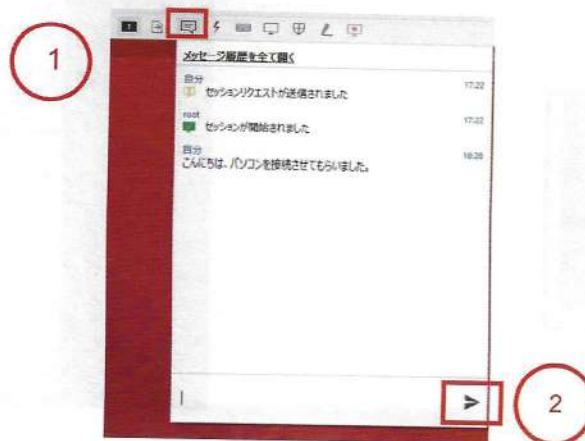 1
メッセージ履歴を全て開く
自分
セッションリクエストが送信されました
17:22
root
セッションが開始されました
17:22
自分
こんにちは、パソコンを接続させてもらいました。
18:28
2